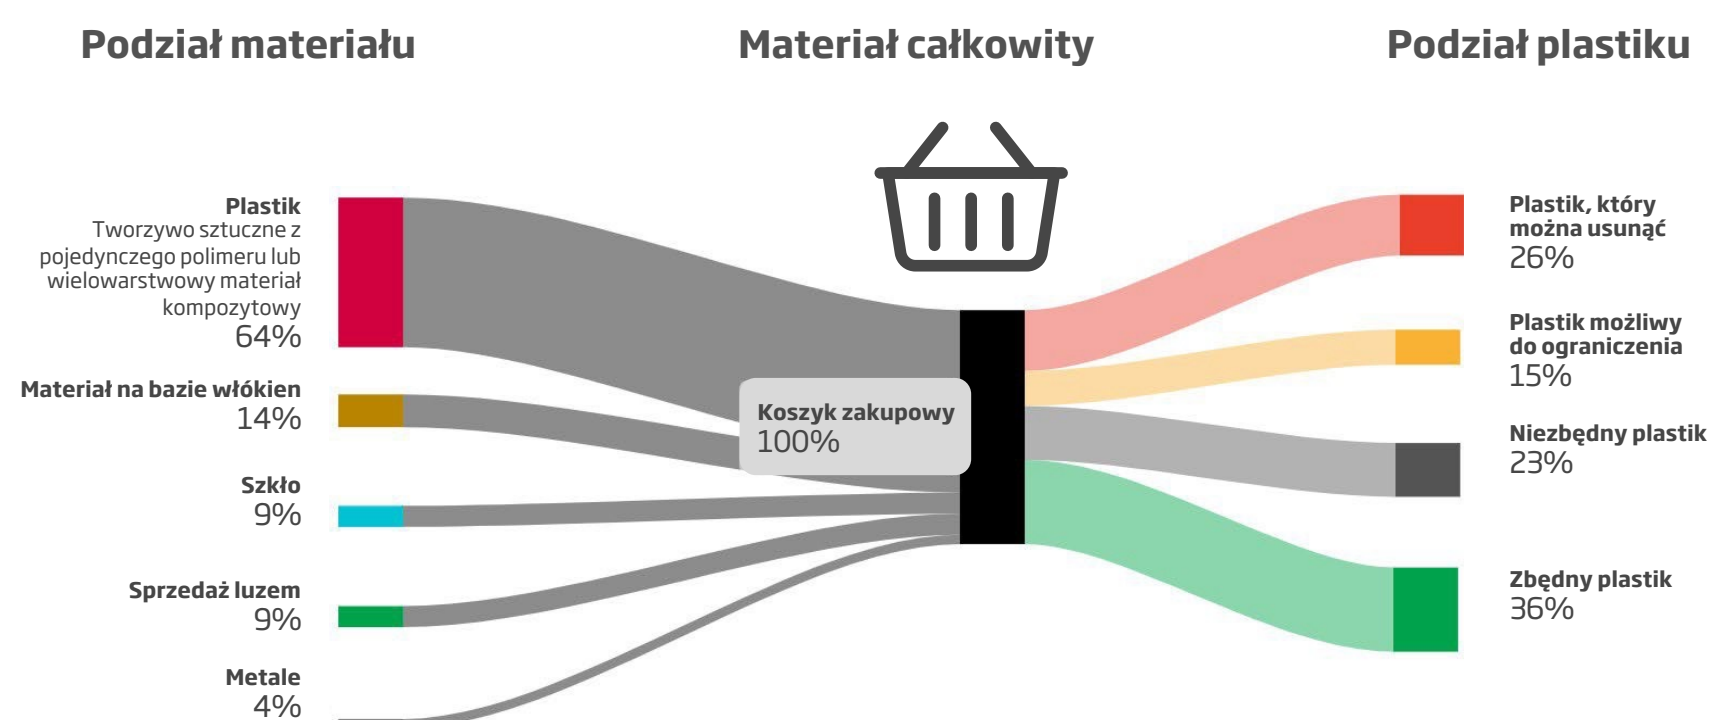 Podział materiału
Materiał całkowity
Podział plastiku
Plastik
Tworzywo sztuczne z
pojedynczego polimeru lub
wielowarstwowy materiał
kompozytowy
64%
Materiał na bazie włókien
14%
Szkło
9%
Sprzedaż luzem
9%
Metale
4%
Koszyk zakupowy
100%
Plastik, który
można usunąć
26%
Plastik możliwy
do ograniczenia
15%
Niezbędny plastik
23%
Zbędny plastik
36%